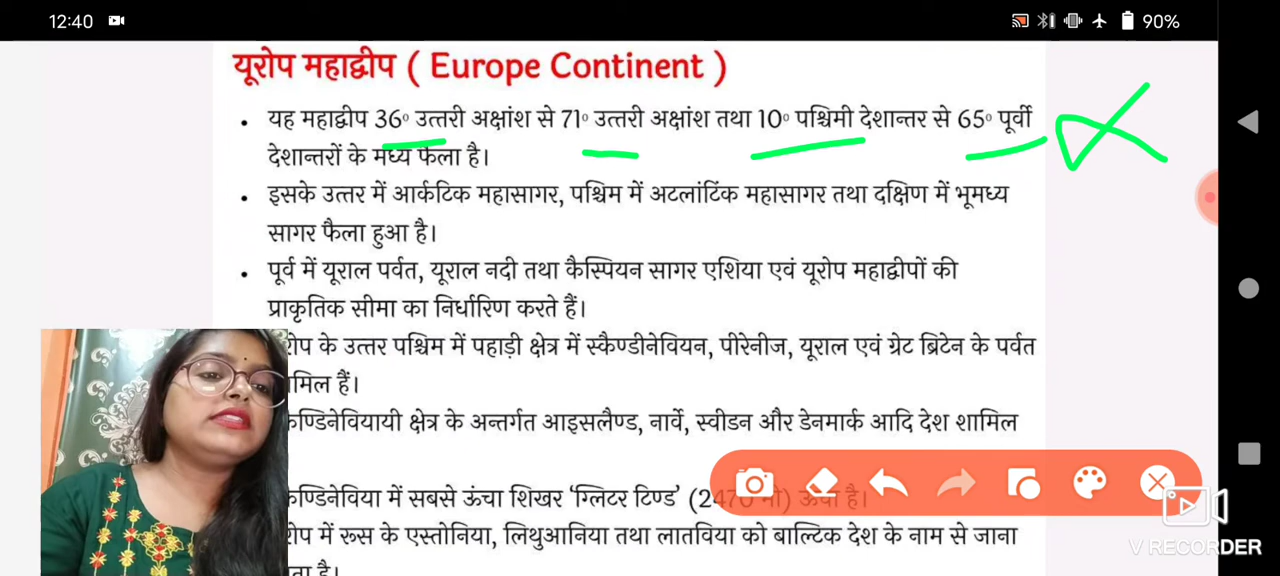 12:40
90%
यूरोप महाद्वीप ( Europe Continent )
• यह महाद्वीप 36° उत्तरी अक्षांश से 71° उत्तरी अक्षांश तथा 10° पश्चिमी देशान्तर से 65° पूर्वी
देशान्तरों के मध्य फैला है।
• इसके उत्तर में आर्कटिक महासागर, पश्चिम में अटलांटिक महासागर तथा दक्षिण में भूमध्य
सागर फैला हुआ है।
• पूर्व में यूराल पर्वत, यूराल नदी तथा कैस्पियन सागर एशिया एवं यूरोप महाद्वीपों की
प्राकृतिक सीमा का निर्धारिण करते हैं।
रोप के उत्तर पश्चिम में पहाड़ी क्षेत्र में स्कैण्डीनेवियन, पीरेनीज, यूराल एवं ग्रेट ब्रिटेन के पर्वत
मिल हैं।
कैण्डिनेवियायी क्षेत्र के अन्तर्गत आइसलैण्ड, नार्वे, स्वीडन और डेनमार्क आदि देश शामिल
कैण्डिनेविया में सबसे ऊंचा शिखर ‘ग्लिटर टिण्ड’ (2470 मी) ऊंचा है।
रोप में रूस के एस्तोनिया, लिथुआनिया तथा लातविया को बाल्टिक देश के नाम से जाना
है।
V RECORDER